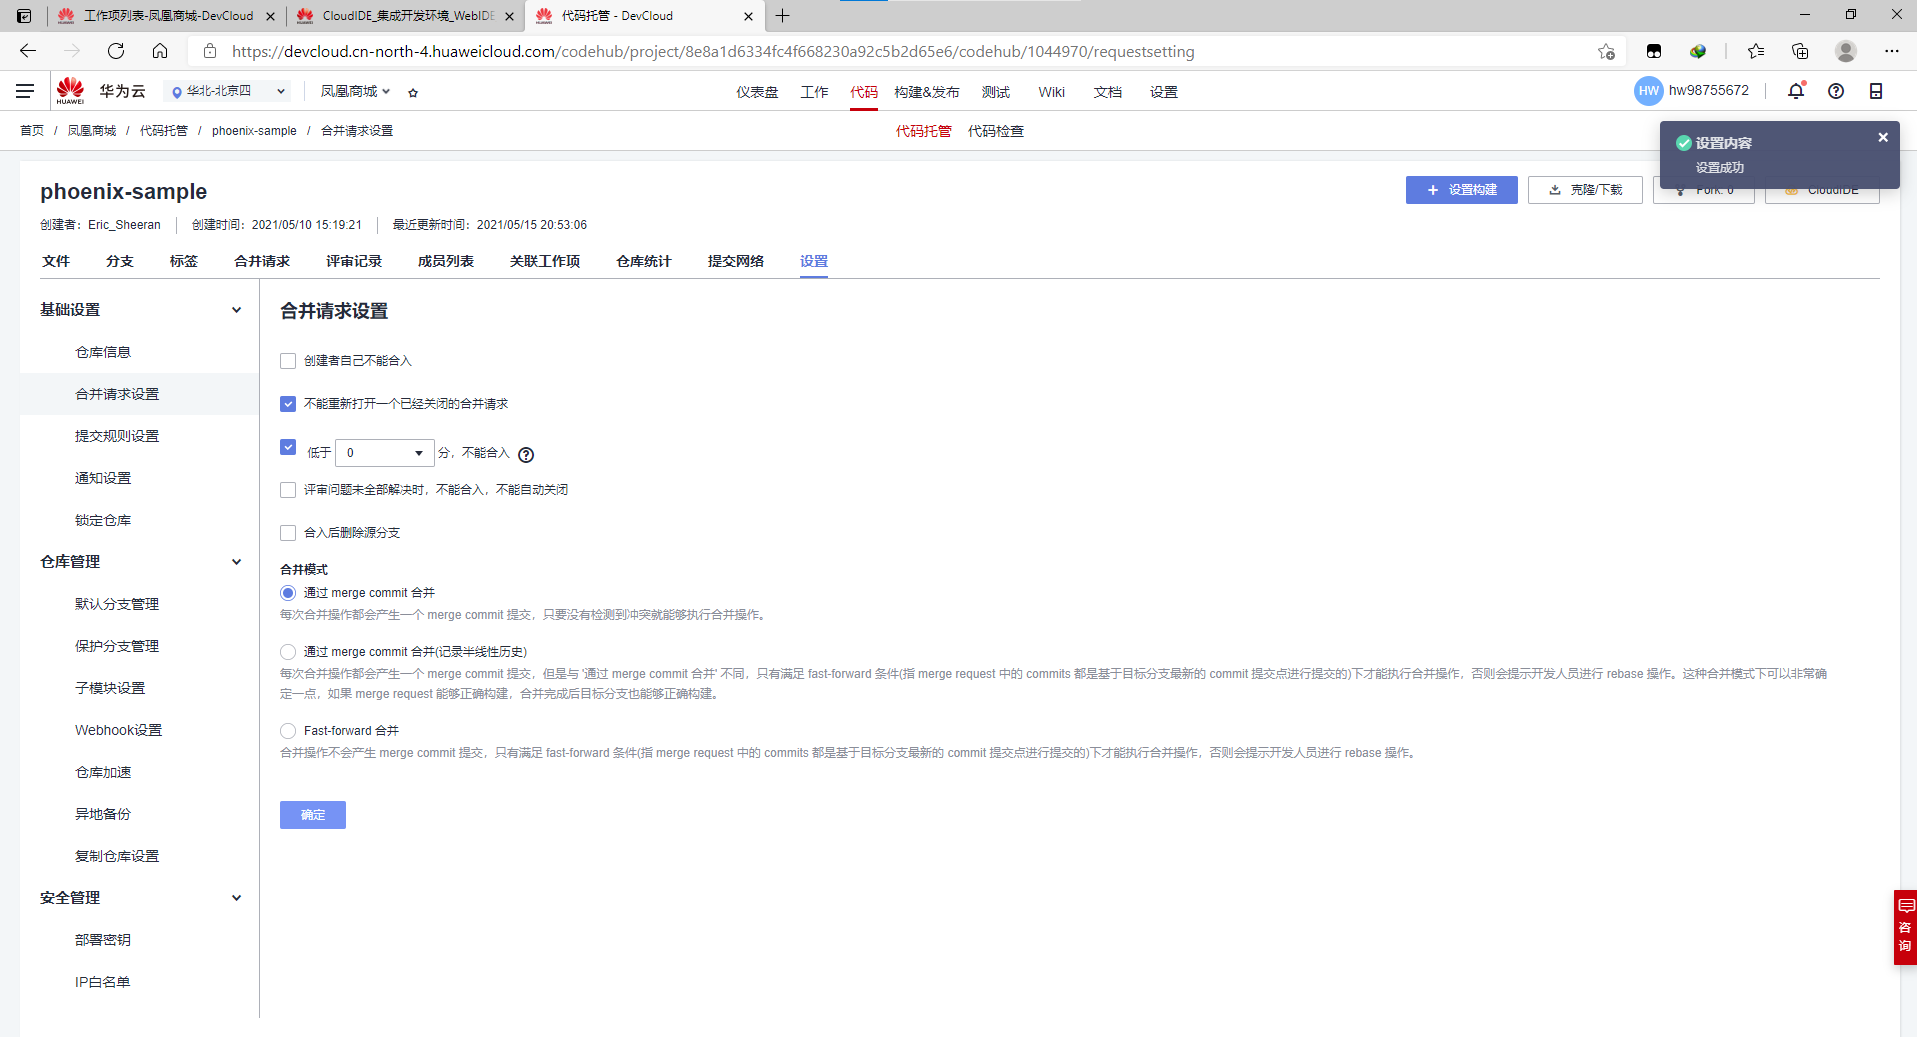 工作项列表-凤凰商城-DevCloud
CloudIDE_集成开发环境_WebIDE
代码托管 - DevCloud
https://devcloud.cn-north-4.huaweicloud.com/codehub/project/8e8a1d6334fc4f668230a92c5b2d65e6/codehub/1044970/requestsetting
HUAWEI
华为云
华北-北京四
凤凰商城
仪表盘 工作 代码 构建&发布 测试 Wiki 文档 设置
HW hw98755672
首页 / 凤凰商城 / 代码托管 / phoenix-sample / 合并请求设置
代码托管 代码检查
设置内容
设置成功
phoenix-sample
设置构建
克隆/下载
Fork: 0
CloudIDE
创建者：Eric_Sheeran
创建时间：2021/05/10 15:19:21
最近更新时间：2021/05/15 20:53:06
文件 分支 标签 合并请求 评审记录 成员列表 关联工作项 仓库统计 提交网络 设置
基础设置
仓库信息
合并请求设置
提交规则设置
通知设置
锁定仓库
仓库管理
默认分支管理
保护分支管理
子模块设置
Webhook设置
仓库加速
异地备份
复制仓库设置
安全管理
部署密钥
IP白名单
合并请求设置
创建者自己不能合入
不能重新打开一个已经关闭的合并请求
低于 0 分，不能合入
评审问题未全部解决时，不能合入，不能自动关闭
合入后删除源分支
合并模式
通过 merge commit 合并
每次合并操作都会产生一个 merge commit 提交，只要没有检测到冲突就能够执行合并操作。
通过 merge commit 合并(记录半线性历史)
每次合并操作都会产生一个 merge commit 提交，但是与 '通过 merge commit 合并' 不同，只有满足 fast-forward 条件(指 merge request 中的 commits 都是基于目标分支最新的 commit 提交点进行提交的)下才能执行合并操作，否则会提示开发人员进行 rebase 操作。这种合并模式下可以非常确
定一点，如果 merge request 能够正确构建，合并完成后目标分支也能够正确构建。
Fast-forward 合并
合并操作不会产生 merge commit 提交，只有满足 fast-forward 条件(指 merge request 中的 commits 都是基于目标分支最新的 commit 提交点进行提交的)下才能执行合并操作，否则会提示开发人员进行 rebase 操作。
确定
咨
询